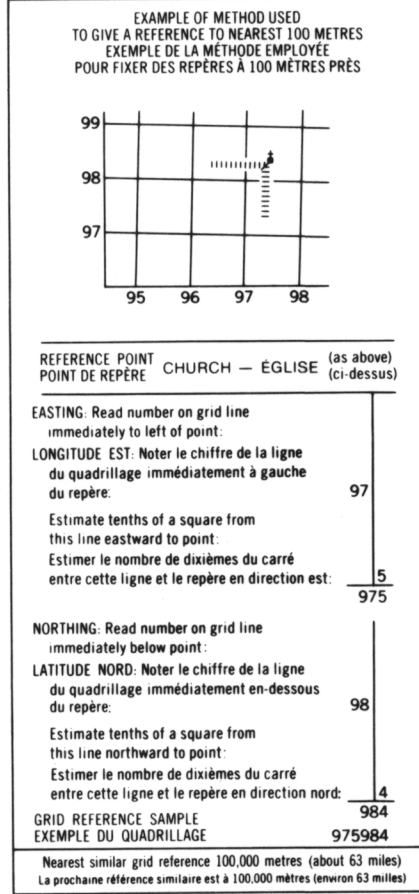 EXAMPLE OF METHOD USED
TO GIVE A REFERENCE TO NEAREST 100 METRES
EXEMPLE DE LA MÉTHODE EMPLOYÉE
POUR FIXER DES REPÈRES À 100 MÈTRES PRÈS
99
98
97
95 96 97 98
REFERENCE POINT
POINT DE REPÈRE
CHURCH — ÉGLISE
(as above)
(ci-dessus)
EASTING: Read number on grid line
immediately to left of point:
LONGITUDE EST: Noter le chiffre de la ligne
du quadrillage immédiatement à gauche
du repère: 97
Estimate tenths of a square from
this line eastward to point:
Estimer le nombre de dixièmes du carré
entre cette ligne et le repère en direction est: 5
975
NORTHING: Read number on grid line
immediately below point:
LATITUDE NORD: Noter le chiffre de la ligne
du quadrillage immédiatement en-dessous
du repère: 98
Estimate tenths of a square from
this line northward to point:
Estimer le nombre de dixièmes du carré
entre cette ligne et le repère en direction nord: 4
984
GRID REFERENCE SAMPLE
EXEMPLE DU QUADRILLAGE 975984
Nearest similar grid reference 100,000 metres (about 63 miles)
La prochaine référence similaire est à 100,000 mètres (environ 63 milles)